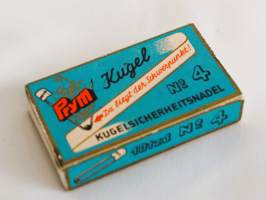 Prym
Kugel
Da liegt der Schwerpunkt!
No 4
KUGELSICHERHEITSNADEL
No 4